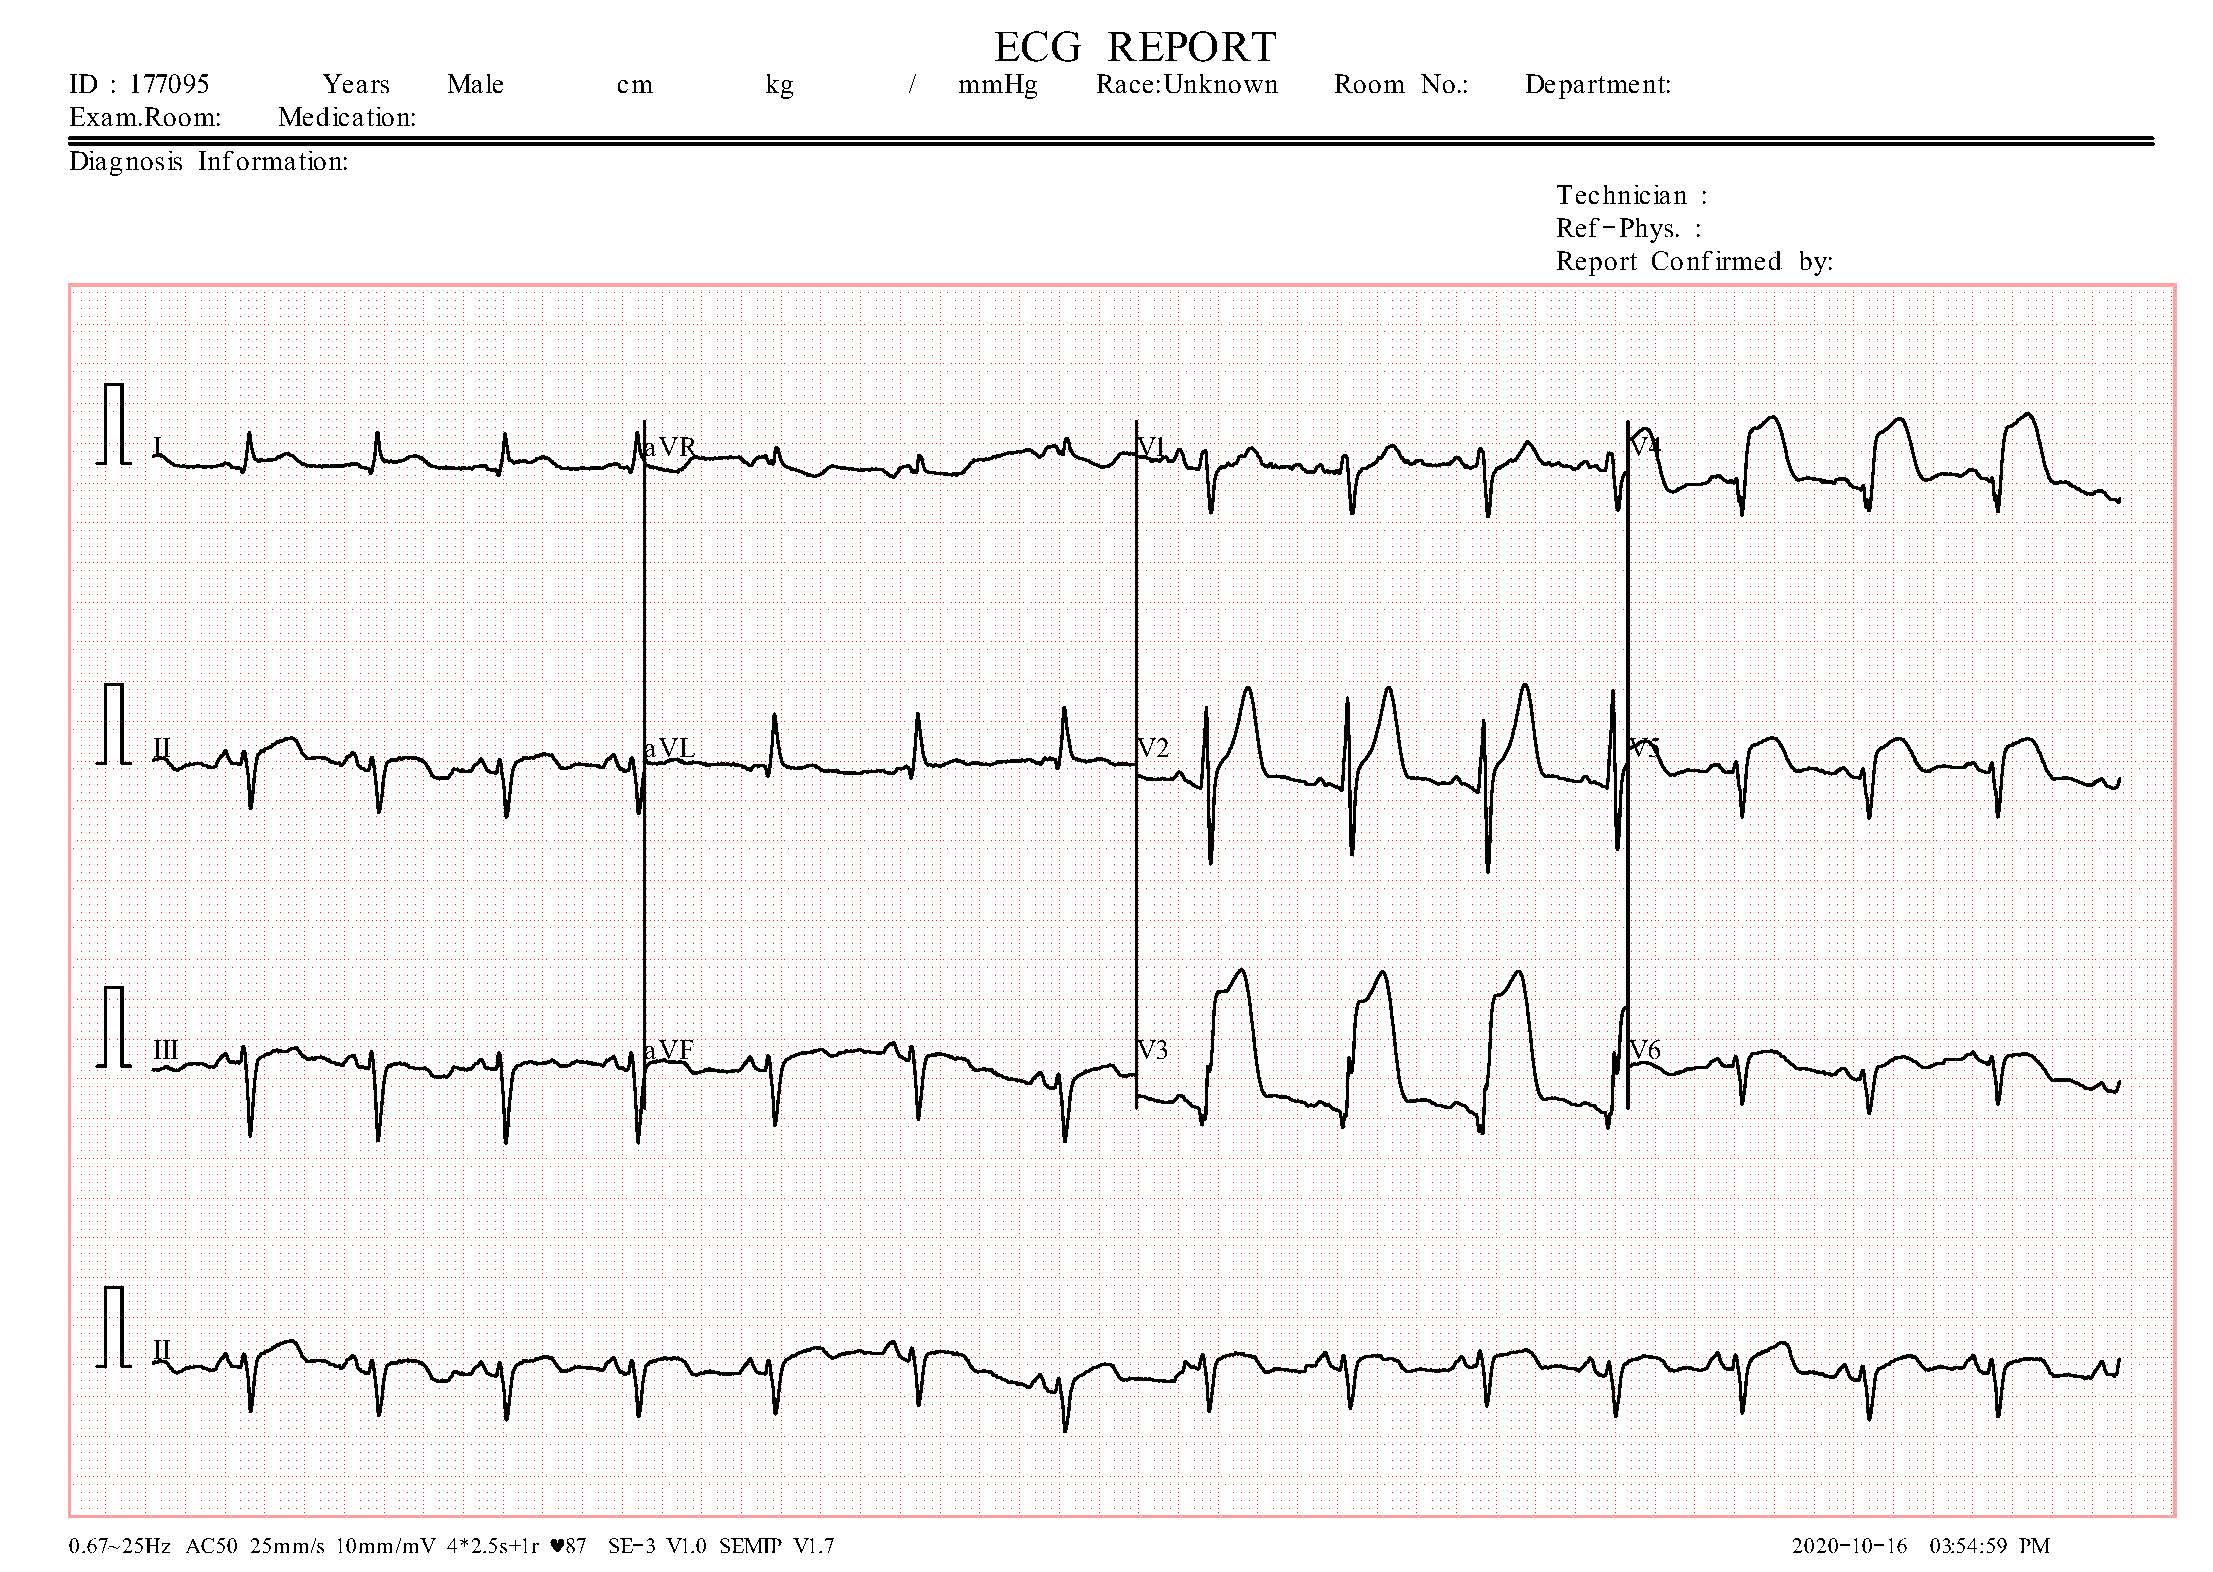 ECG REPORT
ID : 177095 Years Male cm kg / mmHg Race:Unknown Room No.: Department:
Exam.Room: Medication:
Diagnosis Information:
Technician :
Ref-Phys. :
Report Confirmed by:
I aVR V1 V4
II aVL V2 V5
III aVF V3 V6
II
0.67~25Hz AC50 25mm/s 10mm/mV 4*2.5s+1r ♥87 SE-3 V1.0 SEMIP V1.7 2020-10-16 03:54:59 PM